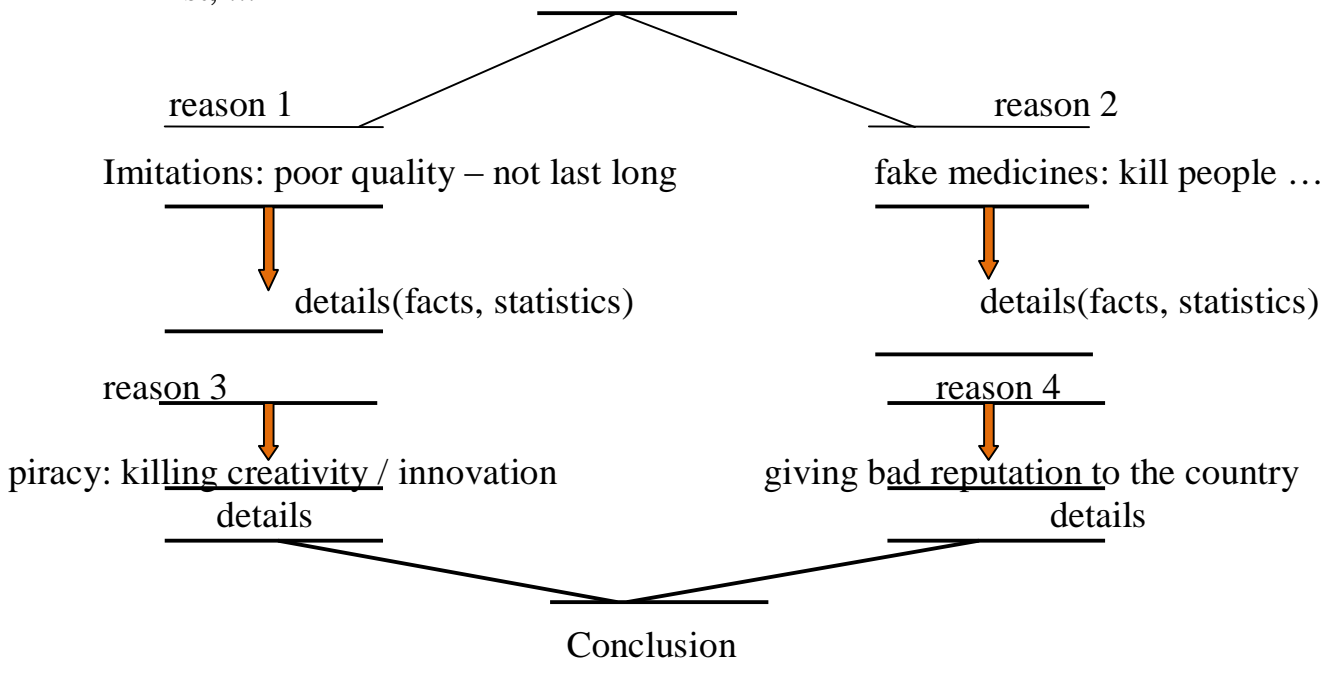 reason 1
reason 2
Imitations: poor quality – not last long
fake medicines: kill people …
details(facts, statistics)
details(facts, statistics)
reason 3
reason 4
piracy: killing creativity / innovation
giving bad reputation to the country
details
details
Conclusion